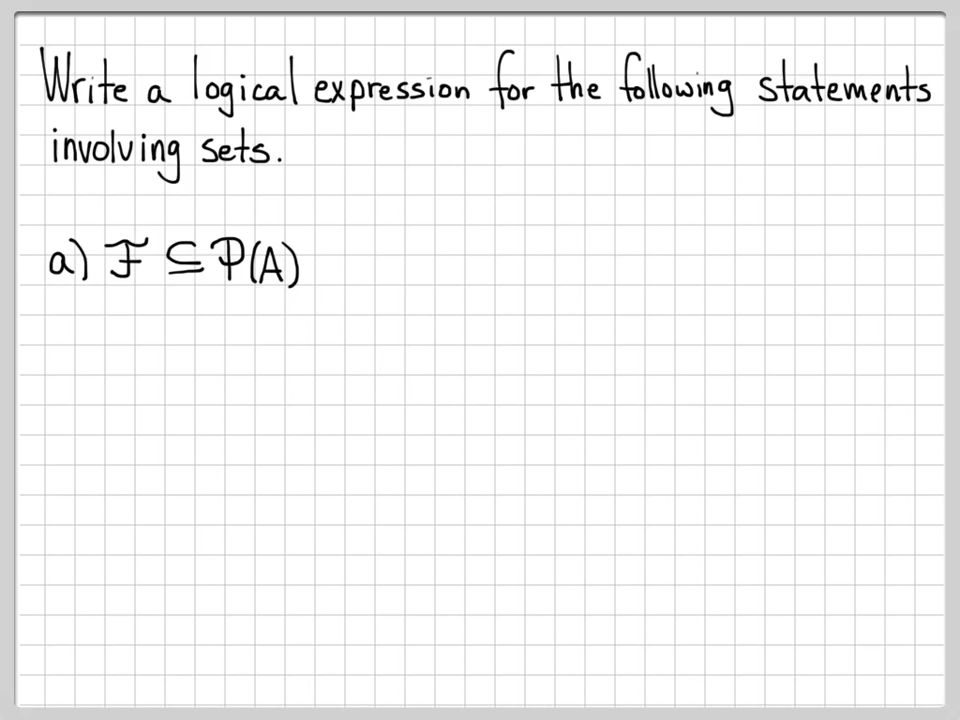 Write a logical expression for the following statements
involving sets.
a) ℱ ⊆ 𝒫(A)